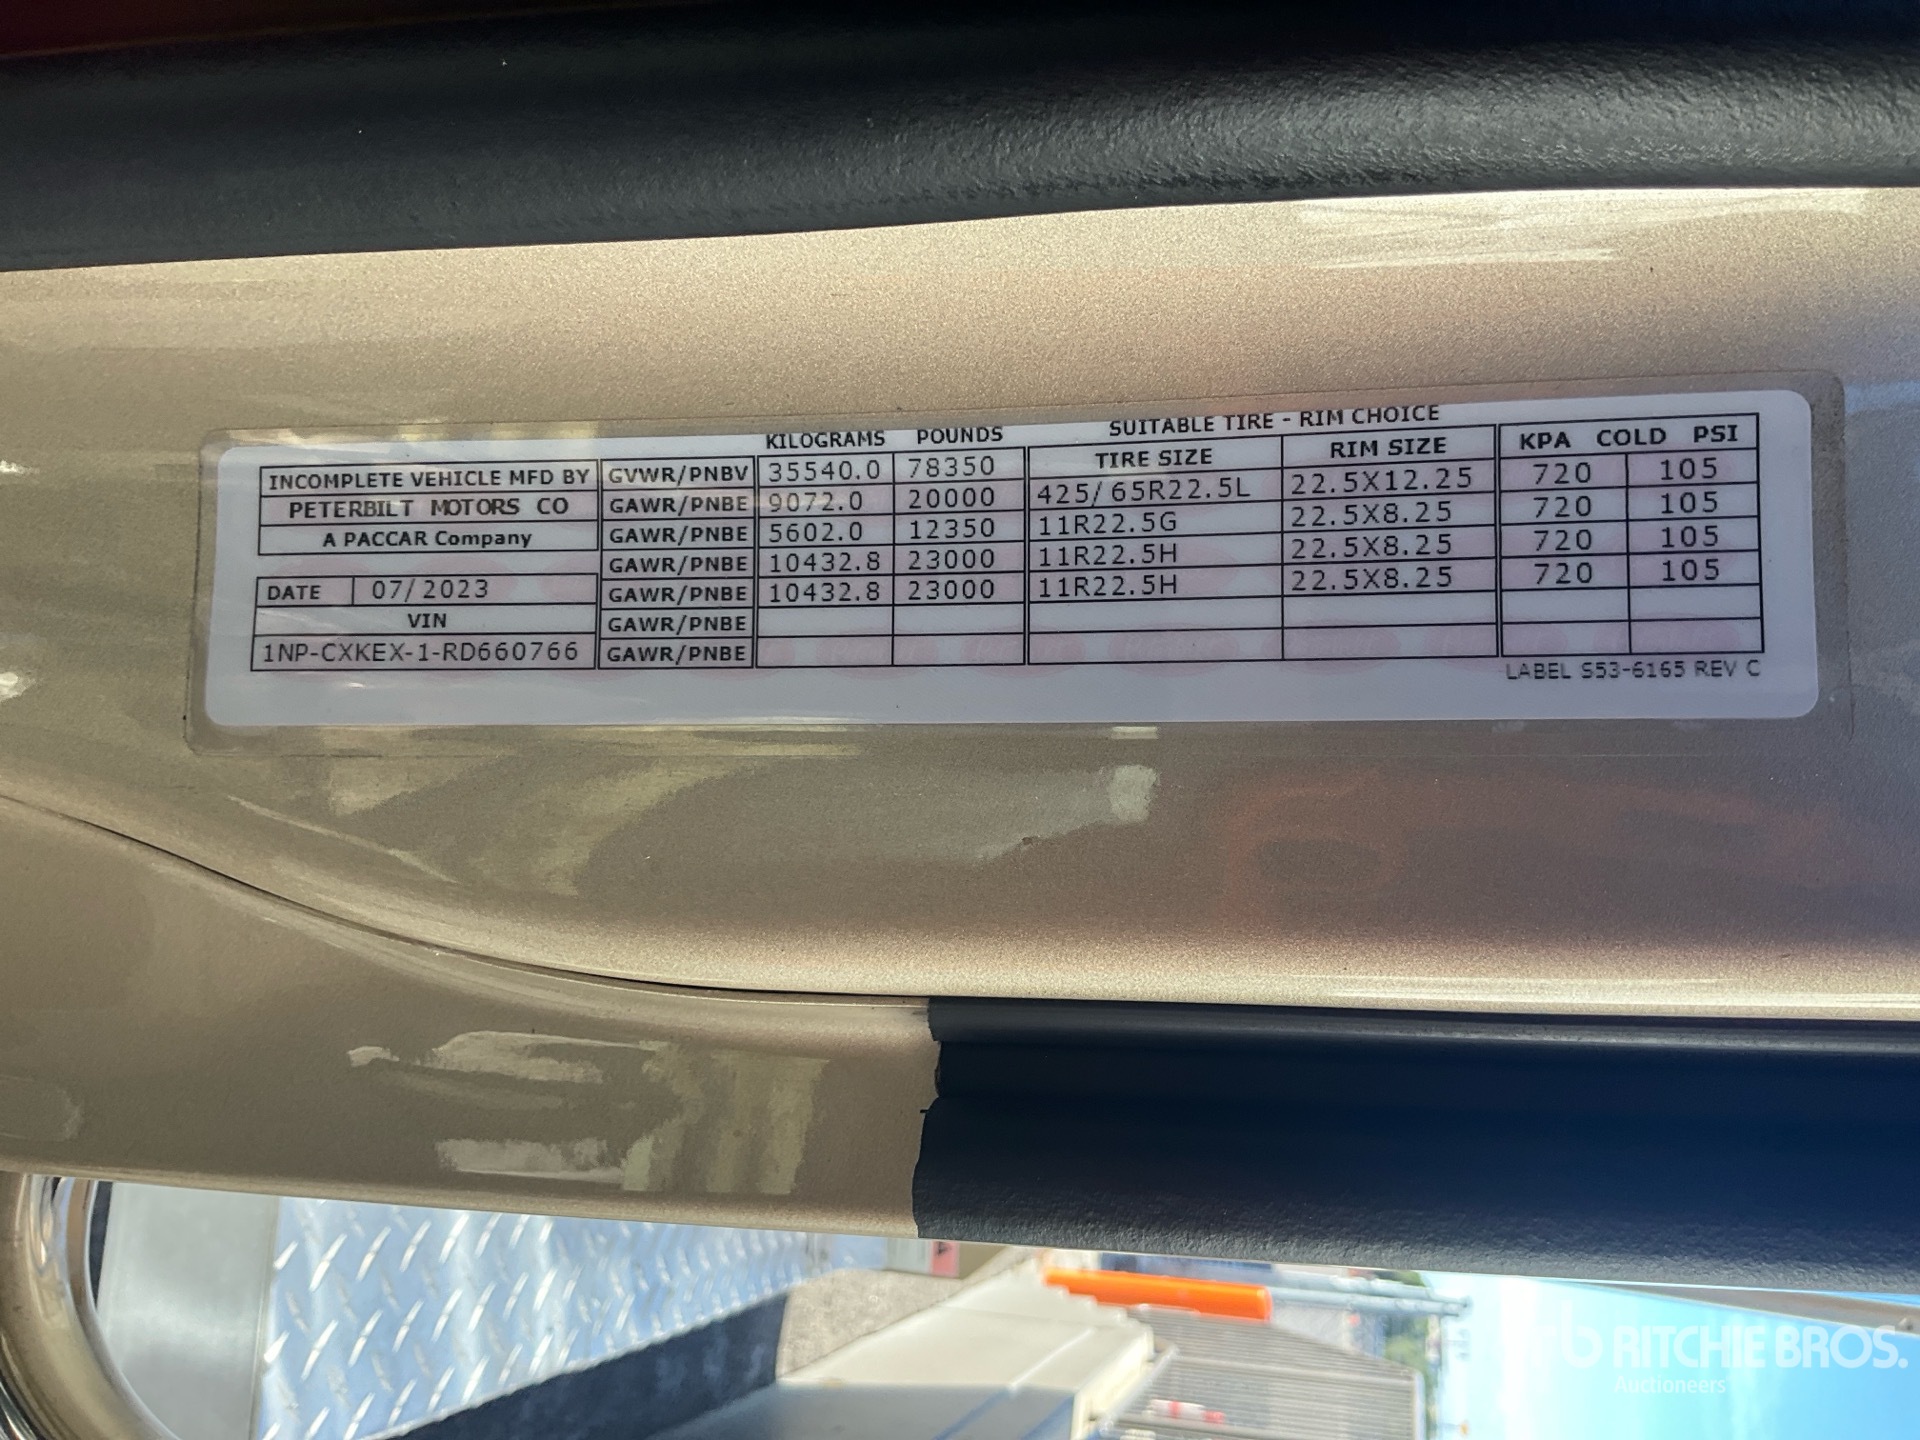 KILOGRAMS POUNDS SUITABLE TIRE - RIM CHOICE
TIRE SIZE RIM SIZE KPA COLD PSI
INCOMPLETE VEHICLE MFD BY GVWR/PNBV 35540.0 78350
PETERBILT MOTORS CO GAWR/PNBE 9072.0 20000 425/65R22.5L 22.5X12.25 720 105
A PACCAR Company GAWR/PNBE 5602.0 12350 11R22.5G 22.5X8.25 720 105
GAWR/PNBE 10432.8 23000 11R22.5H 22.5X8.25 720 105
DATE 07/2023 GAWR/PNBE 10432.8 23000 11R22.5H 22.5X8.25 720 105
VIN GAWR/PNBE
1NP-CXKEX-1-RD660766 GAWR/PNBE
LABEL S53-6165 REV C
RITCHIE BROS.
Auctioneers